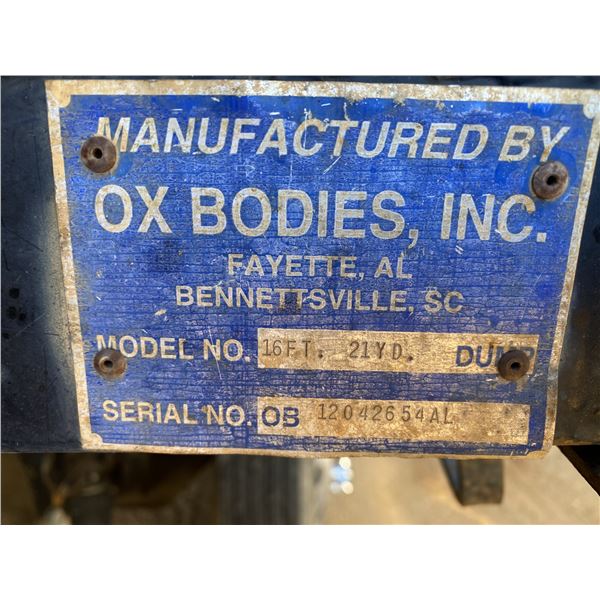 MANUFACTURED BY
OX BODIES, INC.
FAYETTE, AL
BENNETTSVILLE, SC
MODEL NO. 16FT. 21YD. DUMP
SERIAL NO. OB 12042654AL